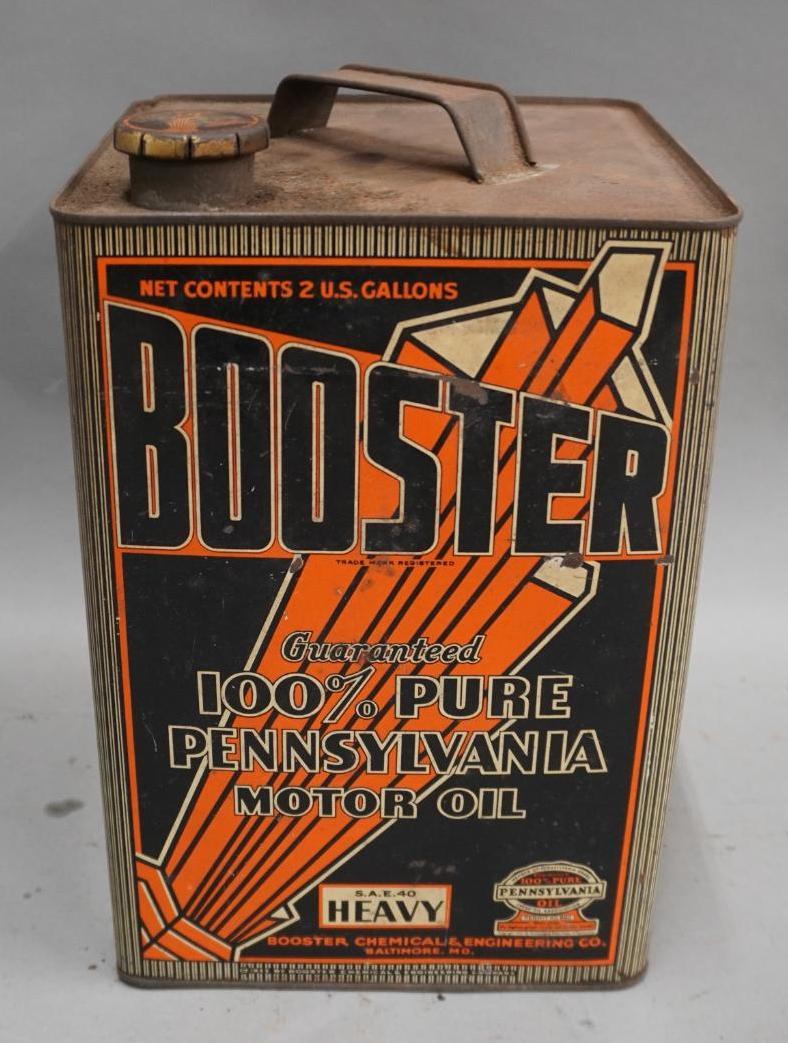 NET CONTENTS 2 U.S. GALLONS
BOOSTER
TRADE MARK REGISTERED
Guaranteed
100% PURE
PENNSYLVANIA
MOTOR OIL
S.A.E. 40
HEAVY
100% PURE
PENNSYLVANIA
OIL
BOOSTER CHEMICAL & ENGINEERING CO.
BALTIMORE, MD.